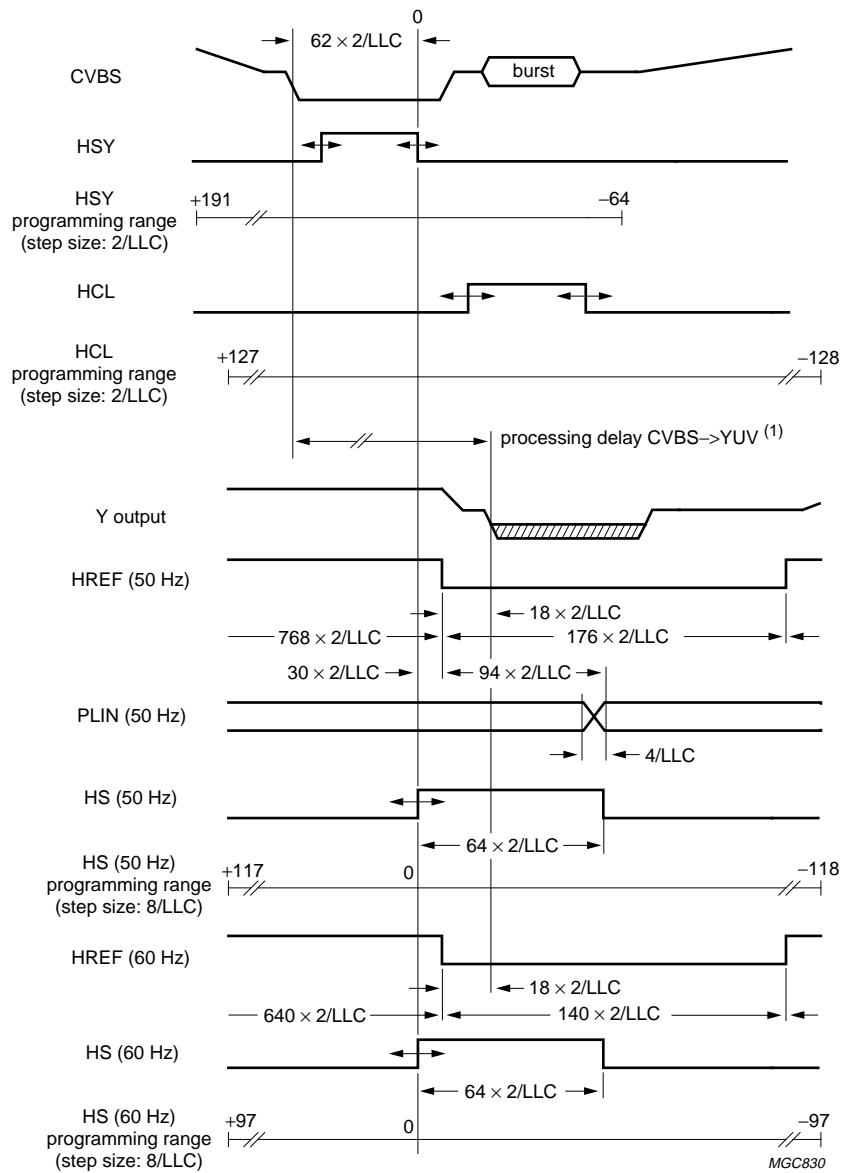 0
62 × 2/LLC
CVBS
burst
HSY
HSY
programming range
(step size: 2/LLC)
+191
−64
HCL
HCL
programming range
(step size: 2/LLC)
+127
−128
processing delay CVBS−>YUV (1)
Y output
HREF (50 Hz)
18 × 2/LLC
768 × 2/LLC
176 × 2/LLC
30 × 2/LLC
94 × 2/LLC
PLIN (50 Hz)
4/LLC
HS (50 Hz)
64 × 2/LLC
HS (50 Hz)
programming range
(step size: 8/LLC)
+117
0
−118
HREF (60 Hz)
18 × 2/LLC
640 × 2/LLC
140 × 2/LLC
HS (60 Hz)
64 × 2/LLC
HS (60 Hz)
programming range
(step size: 8/LLC)
+97
0
−97
MGC830